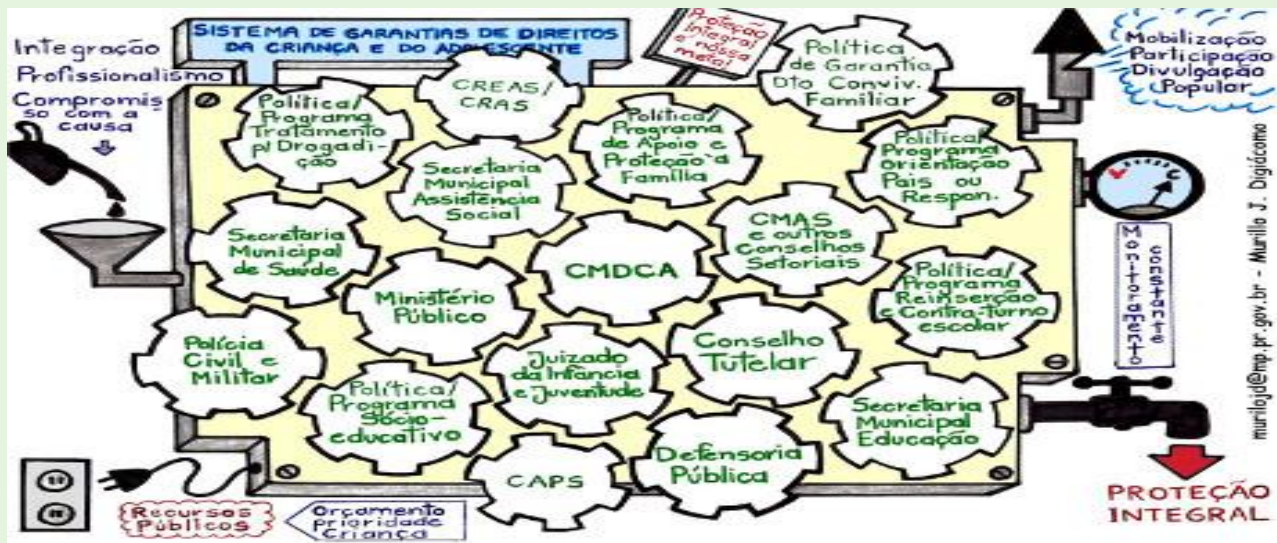 Integração
Profissionalismo
Compromis
so com a
causa
SISTEMA DE GARANTIAS DE DIREITOS
DA CRIANÇA E DO ADOLESCENTE
Proteção
Integral
é nossa
meta!
Política
de Garantia
Dto Conviv.
Familiar
Mobilização
Participação
Divulgação
Popular
Política/
Programa
Tratamento
p/ Drogadi-
ção
CREAS/
CRAS
Política/
Programa
de Apoio e
Proteção à
Família
Política/
Programa
Orientação
Pais ou
Respon.
Secretaria
Municipal
Assistência
Social
Secretaria
Municipal
de Saúde
CMDCA
CMAS
e outros
Conselhos
Setoriais
Ministério
Público
Política/
Programa
Reinserção
e Contra-turno
escolar
Monitoramento
constante
Polícia
Civil e
Militar
Juizado
da Infância
e Juventude
Conselho
Tutelar
Política/
Programa
Sócio-
educativo
CAPS
Defensoria
Pública
Secretaria
Municipal
Educação
Recursos
Públicos
Orçamento
prioridade
Criança
PROTEÇÃO
INTEGRAL
murilojd@mp.pr.gov.br - Murillo J. Digiácomo